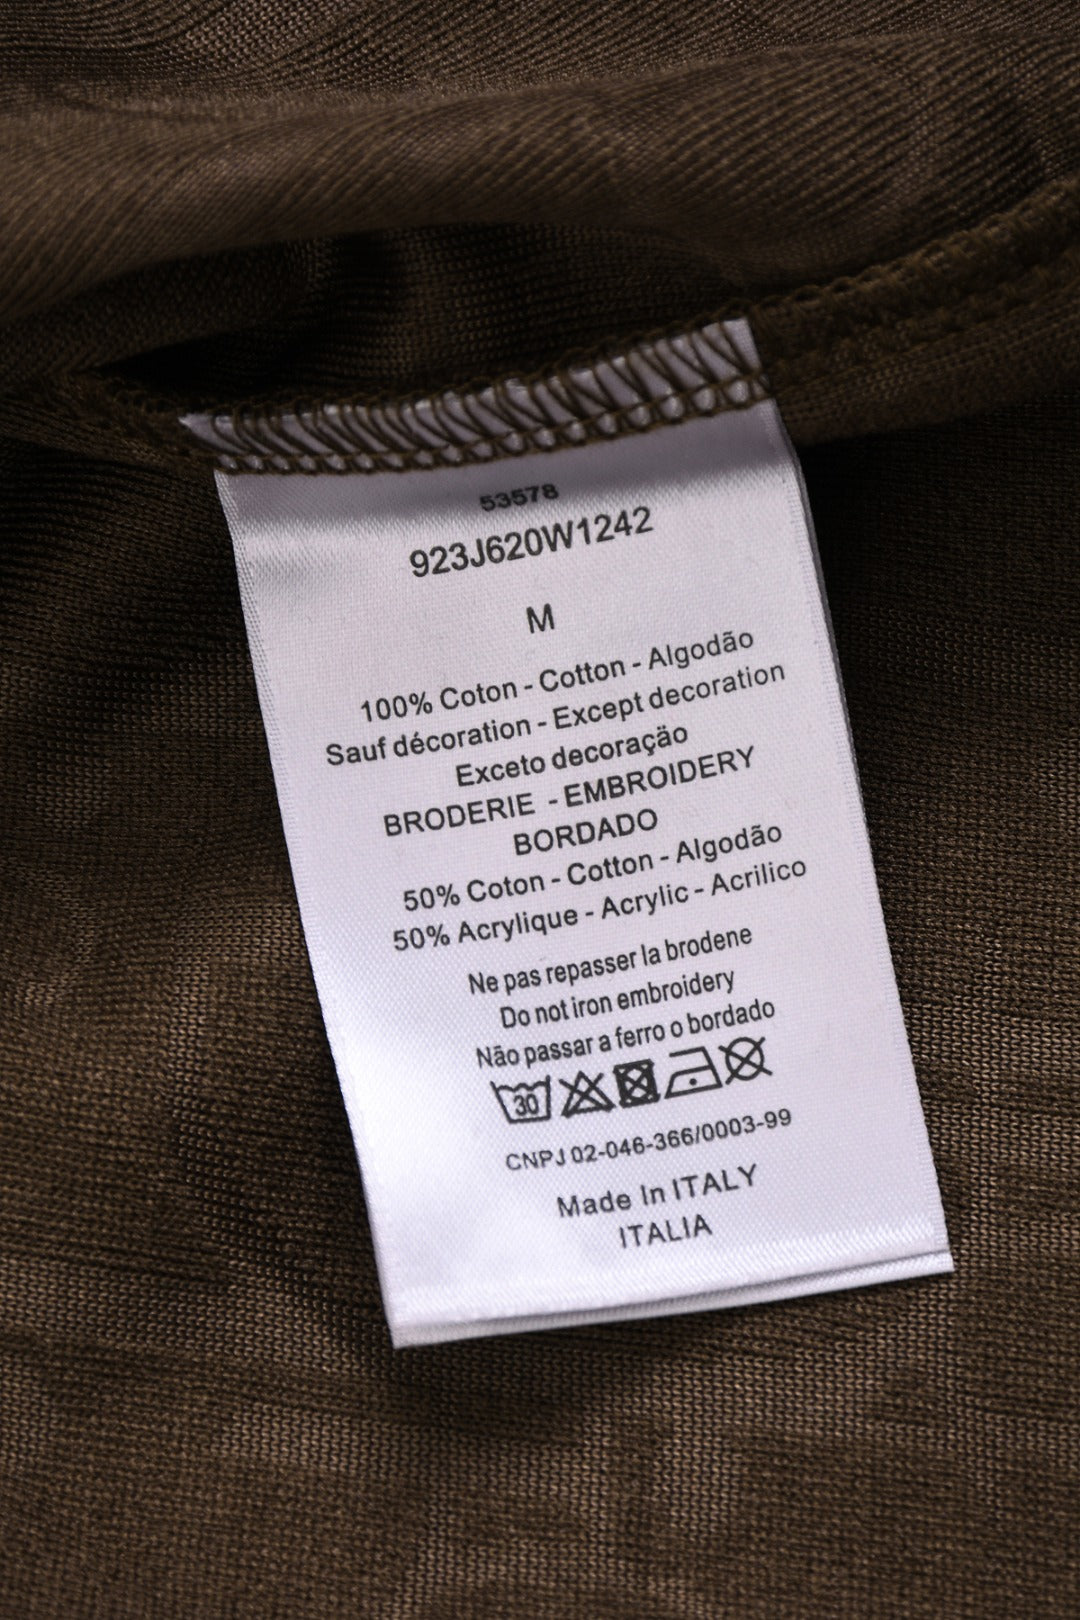 53578
923J620W1242
M
100% Coton - Cotton - Algodão
Sauf décoration - Except decoration
Exceto decoraçäo
BRODERIE - EMBROIDERY
BORDADO
50% Coton - Cotton - Algodão
50% Acrylique - Acrylic - Acrilico
Ne pas repasser la brodene
Do not iron embroidery
Não passar a ferro o bordado
30
CNPJ 02-046-366/0003-99
Made In ITALY
ITALIA